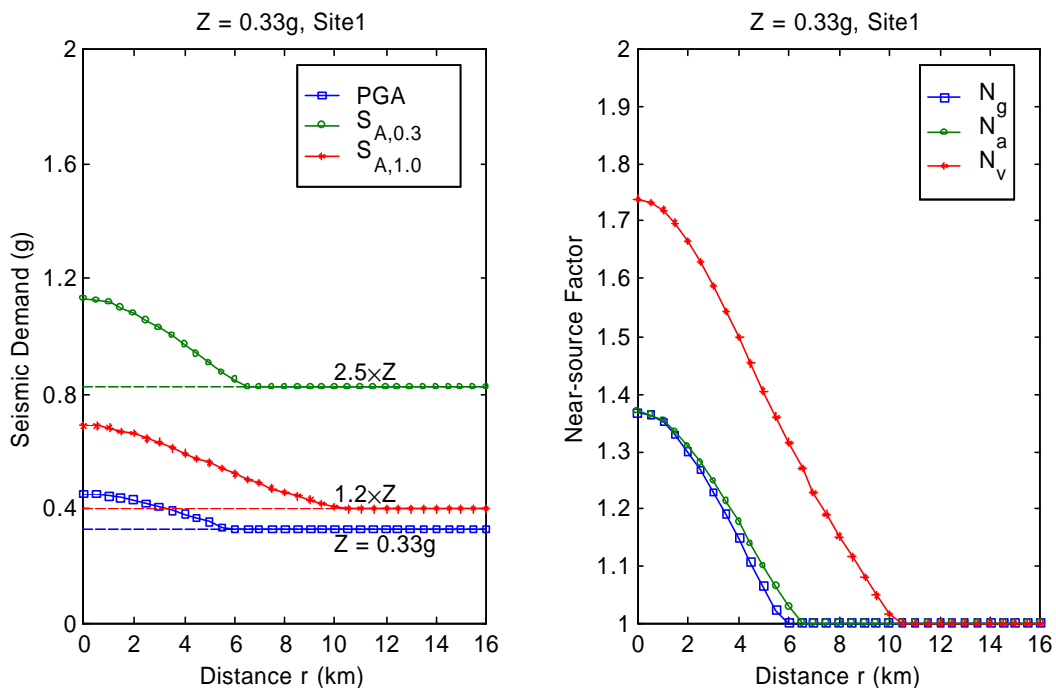 Z = 0.33g, Site1
2
1.6
1.2
0.8
0.4
0
Seismic Demand (g)
PGA
S_A,0.3
S_A,1.0
2.5×Z
1.2×Z
Z = 0.33g
0 2 4 6 8 10 12 14 16
Distance r (km)
Z = 0.33g, Site1
2
1.9
1.8
1.7
1.6
1.5
1.4
1.3
1.2
1.1
1
Near-source Factor
N_g
N_a
N_v
0 2 4 6 8 10 12 14 16
Distance r (km)